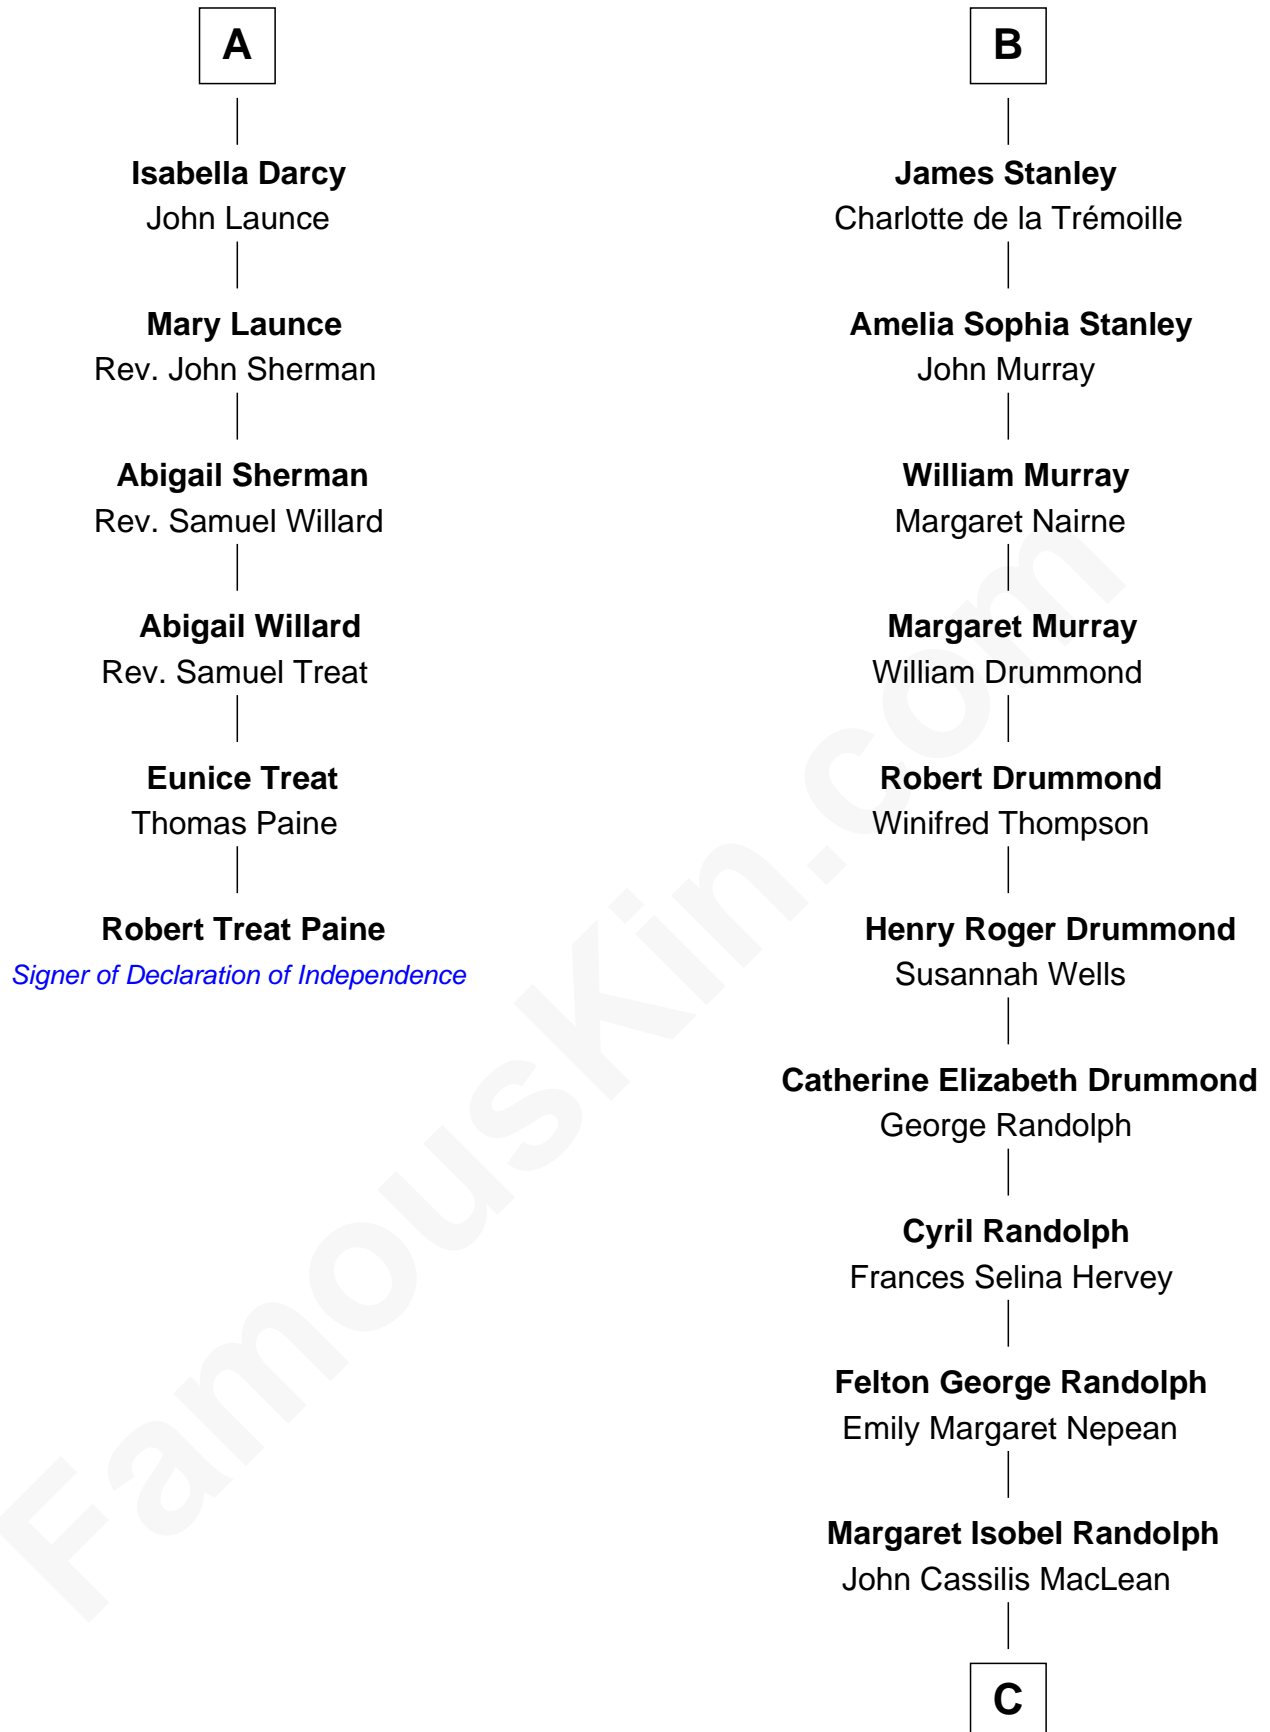 A
Isabella Darcy
John Launce
Mary Launce
Rev. John Sherman
Abigail Sherman
Rev. Samuel Willard
Abigail Willard
Rev. Samuel Treat
Eunice Treat
Thomas Paine
Robert Treat Paine
Signer of Declaration of Independence
B
James Stanley
Charlotte de la Trémoille
Amelia Sophia Stanley
John Murray
William Murray
Margaret Nairne
Margaret Murray
William Drummond
Robert Drummond
Winifred Thompson
Henry Roger Drummond
Susannah Wells
Catherine Elizabeth Drummond
George Randolph
Cyril Randolph
Frances Selina Hervey
Felton George Randolph
Emily Margaret Nepean
Margaret Isobel Randolph
John Cassilis MacLean
C
FamousKin.com